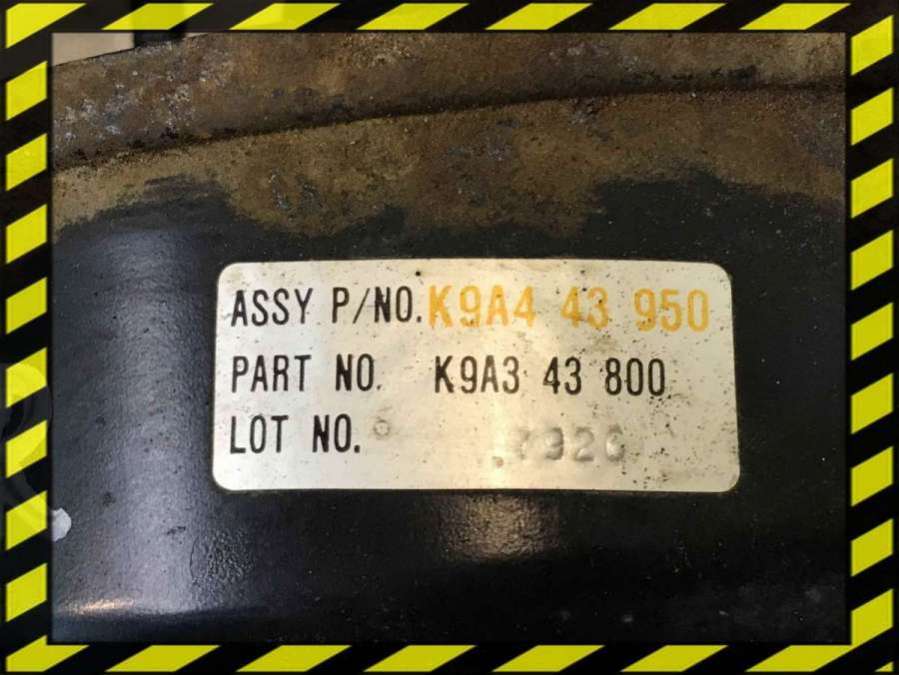 ASSY P/NO. K9A4 43 950
PART NO. K9A3 43 800
LOT NO.